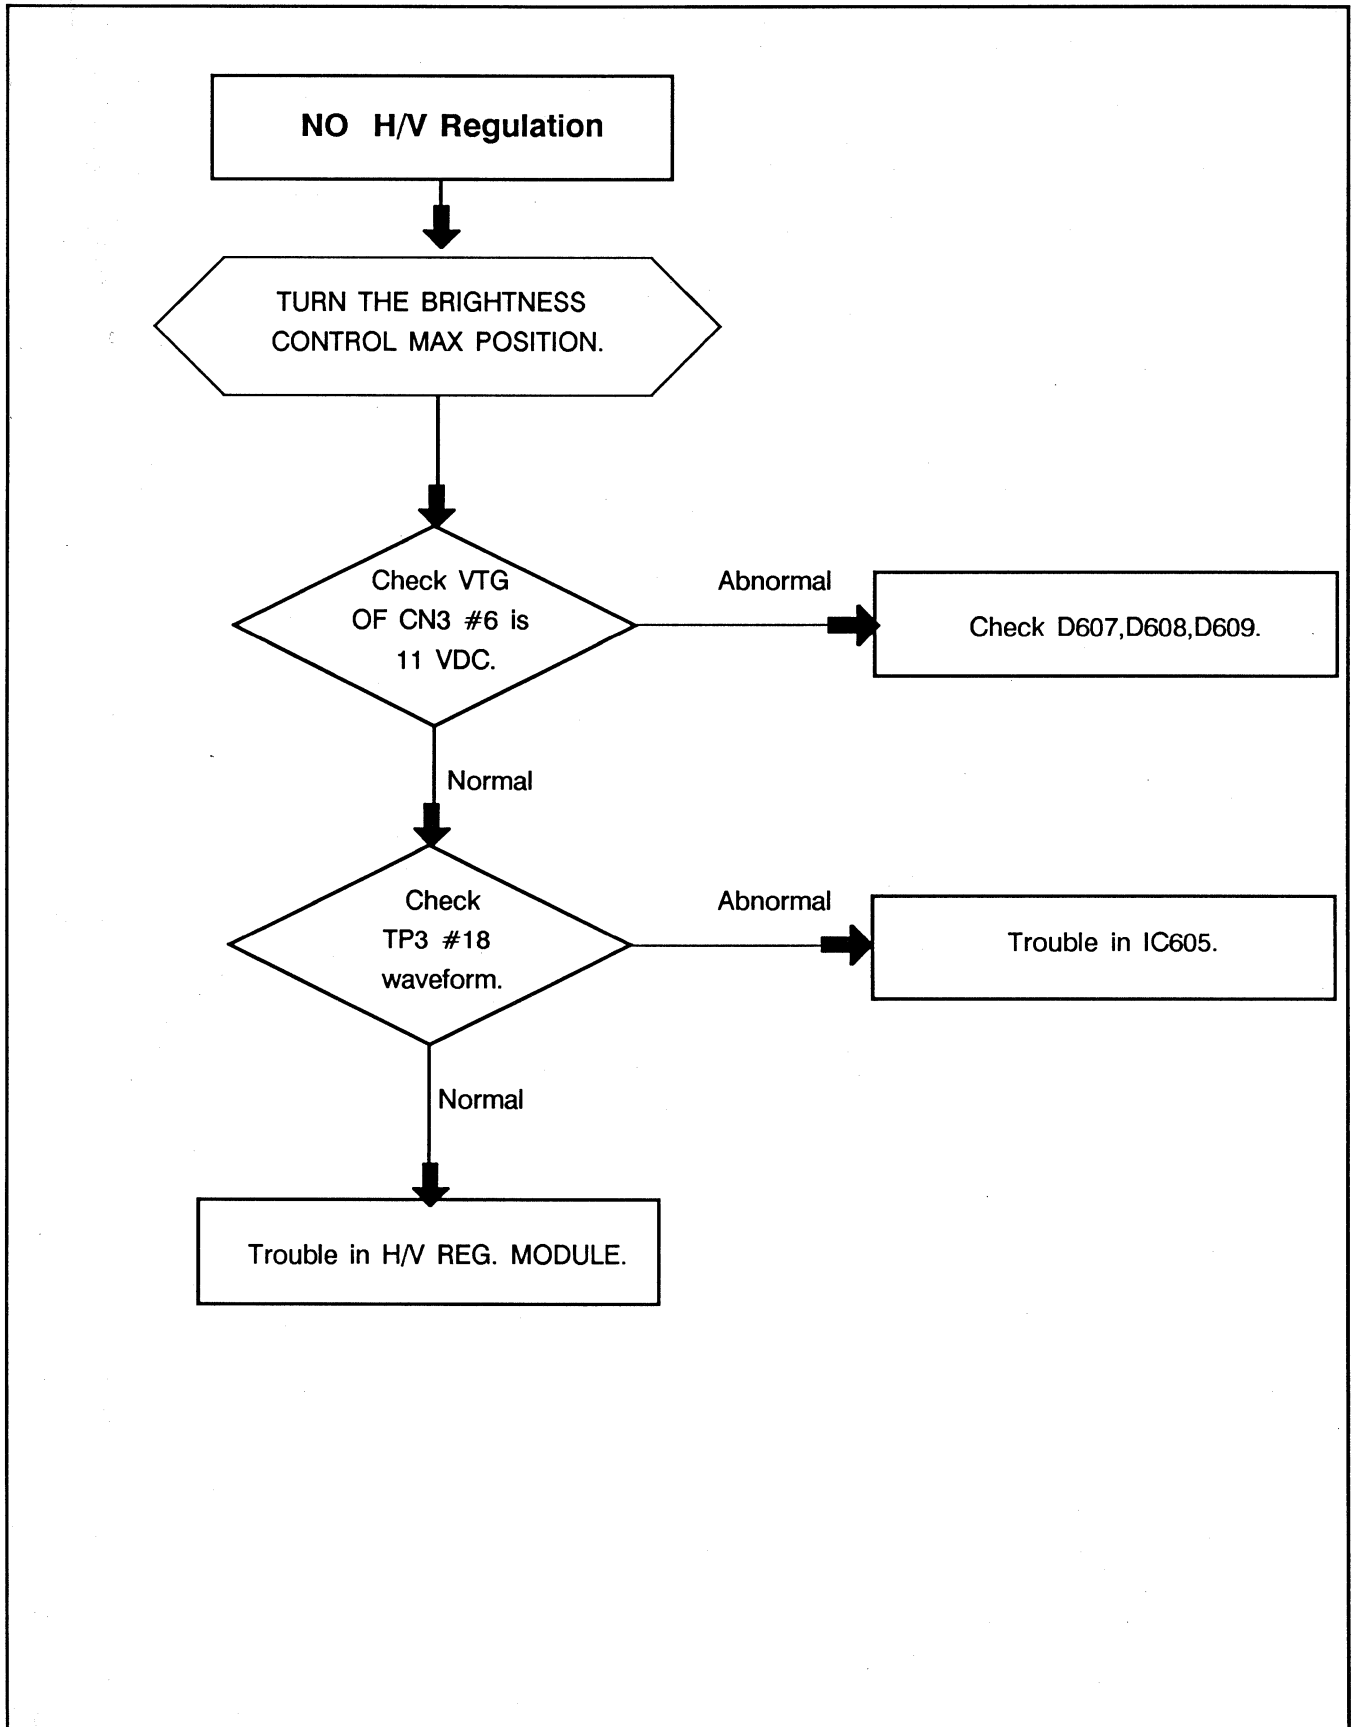 NO H/V Regulation
TURN THE BRIGHTNESS
CONTROL MAX POSITION.
Check VTG
OF CN3 #6 is
11 VDC.
Abnormal
Check D607,D608,D609.
Normal
Check
TP3 #18
waveform.
Abnormal
Trouble in IC605.
Normal
Trouble in H/V REG. MODULE.